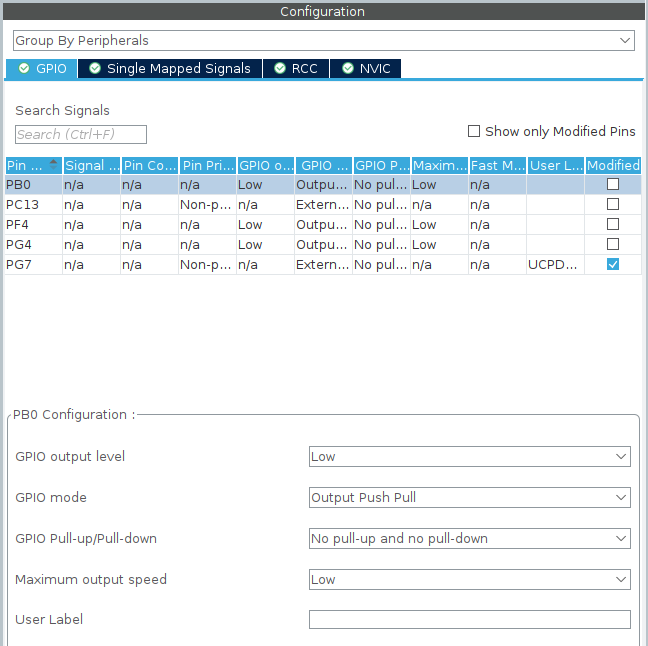 Configuration
Group By Peripherals
GPIO Single Mapped Signals RCC NVIC
Search Signals
Search (Ctrl+F)
Show only Modified Pins
Pin ... Signal ... Pin Co... Pin Pri... GPIO o... GPIO ... GPIO P... Maxim... Fast M... User L... Modified
PB0 n/a n/a n/a Low Outpu... No pul... Low n/a
PC13 n/a n/a Non-p... n/a Extern... No pul... n/a n/a
PF4 n/a n/a n/a Low Outpu... No pul... Low n/a
PG4 n/a n/a n/a Low Outpu... No pul... Low n/a
PG7 n/a n/a Non-p... n/a Extern... No pul... n/a n/a UCPD...
PB0 Configuration :
GPIO output level Low
GPIO mode Output Push Pull
GPIO Pull-up/Pull-down No pull-up and no pull-down
Maximum output speed Low
User Label